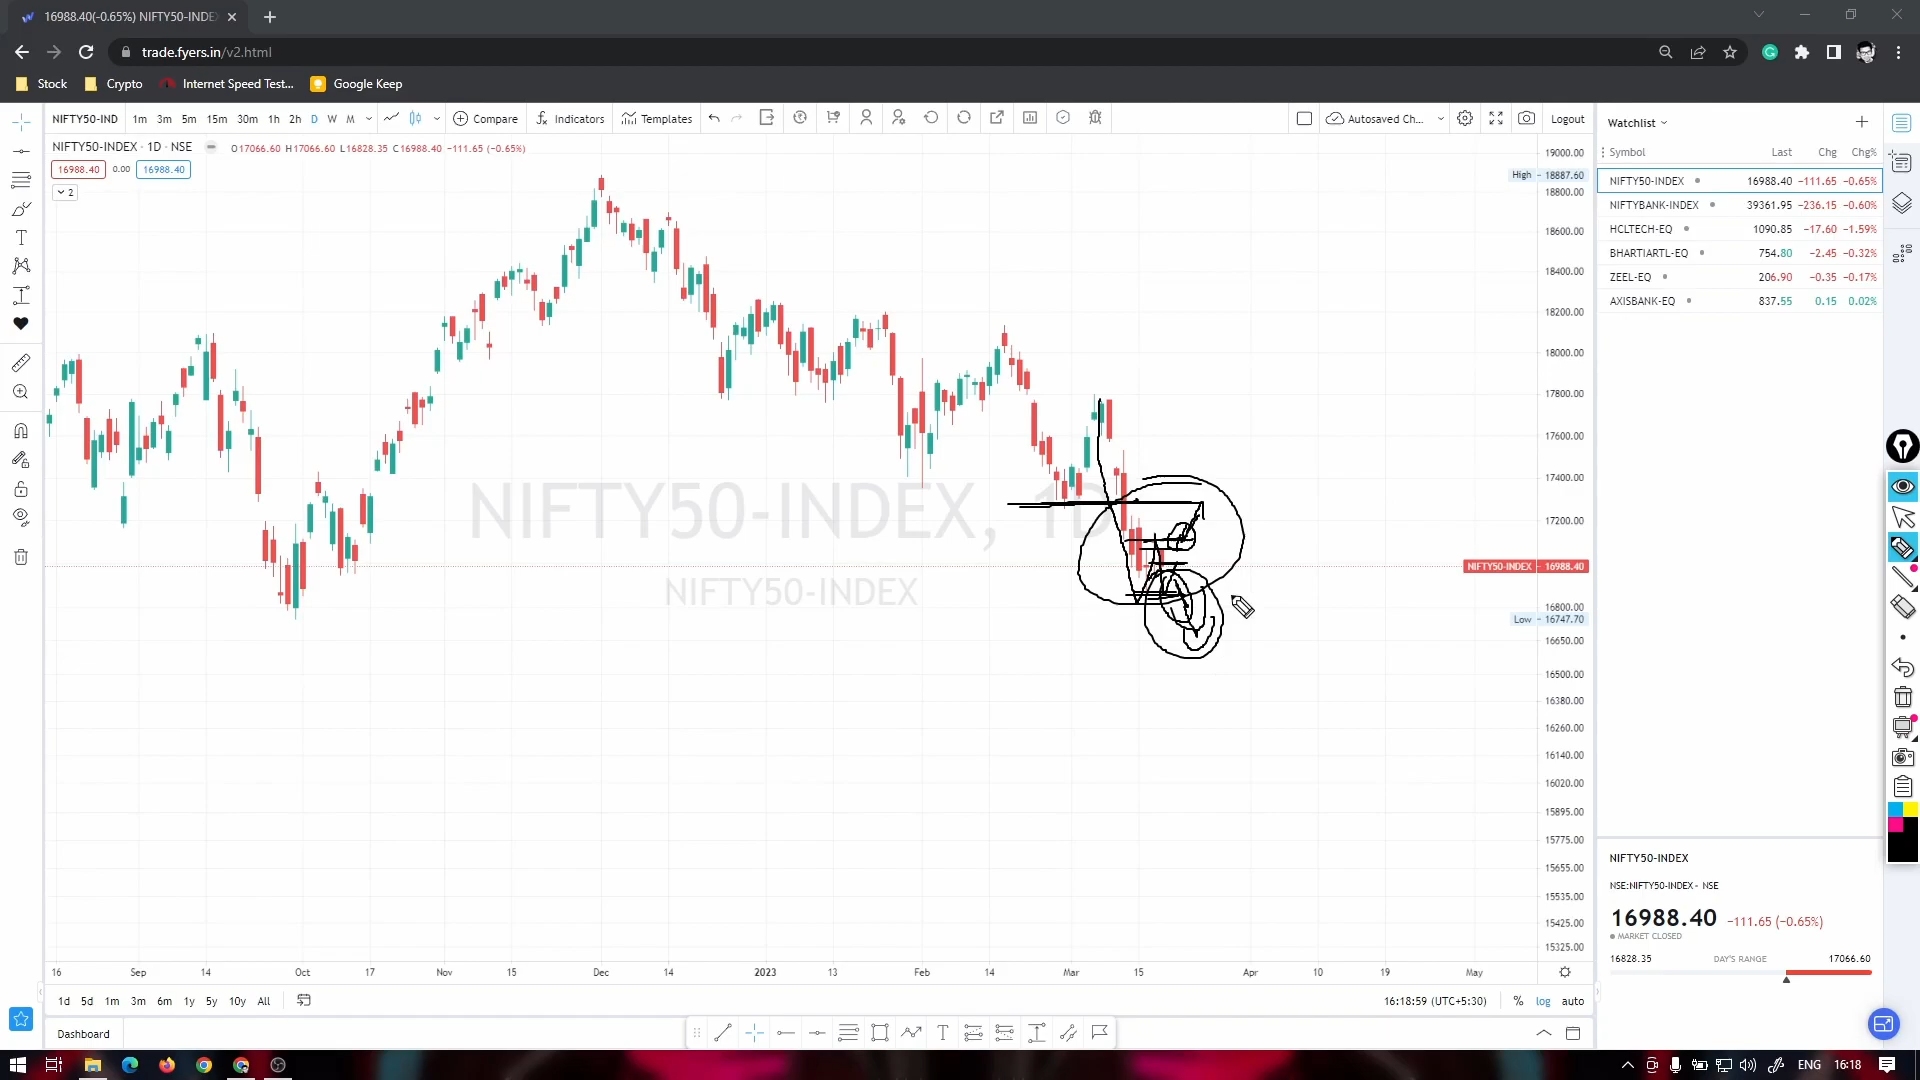 16988.40(-0.65%) NIFTY50-INDE
trade.fyers.in/v2.html
Stock Crypto Internet Speed Test... Google Keep
NIFTY50-IND 1m 3m 5m 15m 30m 1h 2h D W M Compare Indicators Templates Autosaved Ch... Logout
NIFTY50-INDEX · 1D · NSE O17066.60 H17066.60 L16828.35 C16988.40 −111.65 (−0.65%)
16988.40 0.00 16988.40
2
NIFTY50-INDEX, 1D
NIFTY50-INDEX
19000.00
High 18887.60
18800.00
18600.00
18400.00
18200.00
18000.00
17800.00
17600.00
17400.00
17200.00
NIFTY50-INDEX 16988.40
16800.00
Low 16747.70
16650.00
16500.00
16380.00
16260.00
16140.00
16020.00
15895.00
15775.00
15655.00
15535.00
15425.00
15325.00
16 Sep 14 Oct 17 Nov 15 Dec 14 2023 13 Feb 14 Mar 15 Apr 10 19 May
1d 5d 1m 3m 6m 1y 5y 10y All 16:18:59 (UTC+5:30) % log auto
Dashboard
Watchlist
Symbol Last Chg Chg%
NIFTY50-INDEX 16988.40 −111.65 −0.65%
NIFTYBANK-INDEX 39361.95 −236.15 −0.60%
HCLTECH-EQ 1090.85 −17.60 −1.59%
BHARTIARTL-EQ 754.80 −2.45 −0.32%
ZEEL-EQ 206.90 −0.35 −0.17%
AXISBANK-EQ 837.55 0.15 0.02%
NIFTY50-INDEX
NSE:NIFTY50-INDEX - NSE
16988.40 −111.65 (−0.65%)
MARKET CLOSED
16828.35 DAY'S RANGE 17066.60
ENG 16:18